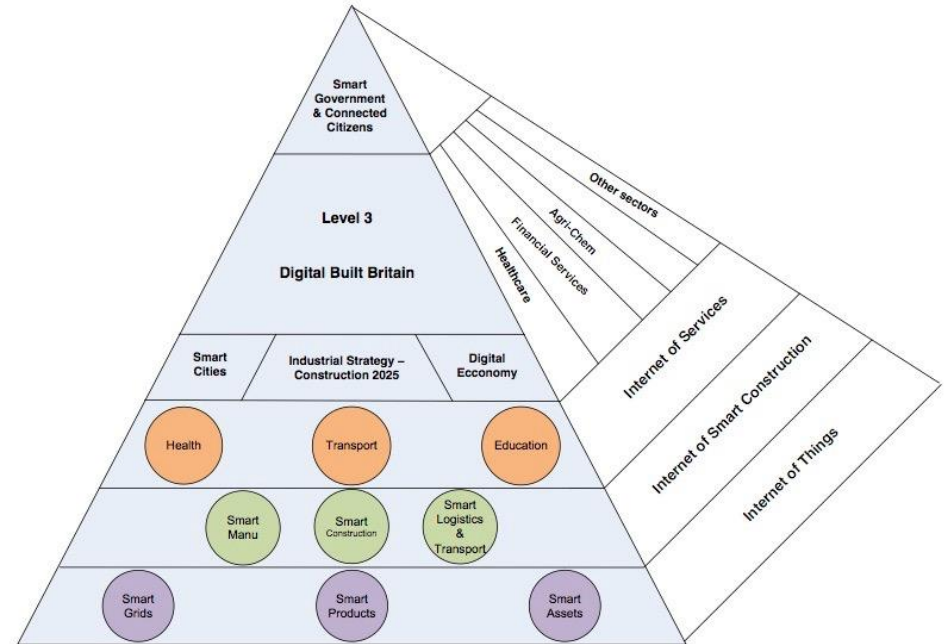 Smart
Government
& Connected
Citizens
Level 3
Digital Built Britain
Smart
Cities
Industrial Strategy –
Construction 2025
Digital
Ecconomy
Health
Transport
Education
Smart
Manu
Smart
Construction
Smart
Logistics
&
Transport
Smart
Grids
Smart
Products
Smart
Assets
Healthcare
Financial Services
Agri-Chem
Other sectors
Internet of Services
Internet of Smart Construction
Internet of Things